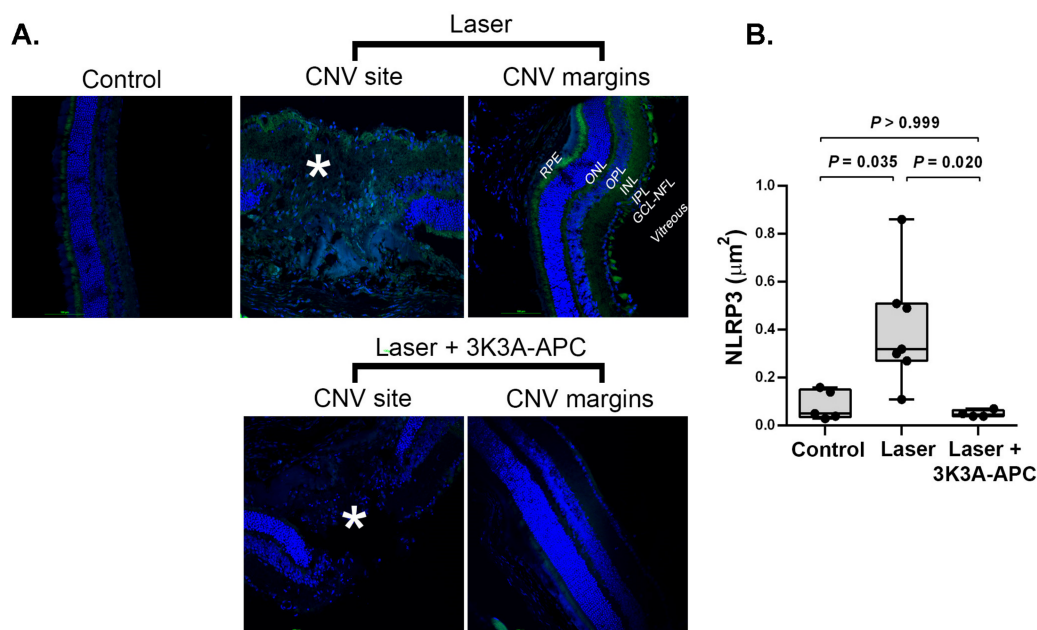 A.
Laser
Control
CNV site
CNV margins
RPE
ONL
OPL
INL
IPL
GCL-NFL
Vitreous
Laser + 3K3A-APC
CNV site
CNV margins
*
*
B.
P > 0.999
P = 0.035
P = 0.020
NLRP3 (μm²)
1.0
0.8
0.6
0.4
0.2
0.0
Control
Laser
Laser +
3K3A-APC